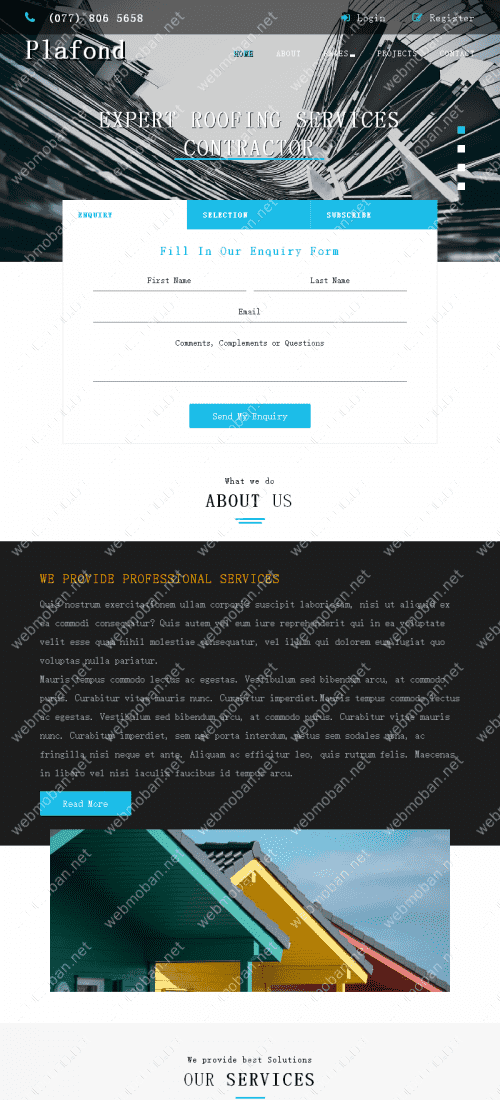 (077) 806 5658
Login
Register
Plafond
HOME
ABOUT
PROJECTS
CONTACT
EXPERT ROOFING SERVICES
CONTRACTOR
ENQUIRY
SELECTION
SUBSCRIBE
Fill In Our Enquiry Form
First Name
Last Name
Email
Comments, Complements or Questions
Send My Enquiry
What we do
ABOUT US
WE PROVIDE PROFESSIONAL SERVICES
Quis nostrum exercitationem ullam corporis suscipit laboriosam, nisi ut aliquid ex
ea commodi consequatur? Quis autem vel eum iure reprehenderit qui in ea voluptate
velit esse quam nihil molestiae consequatur, vel illum qui dolorem eum fugiat quo
voluptas nulla pariatur.
Mauris tempus commodo lectus ac egestas. Vestibulum sed bibendum arcu, at commodo
purus. Curabitur vitae mauris nunc. Curabitur imperdiet.Mauris tempus commodo lectus
ac egestas. Vestibulum sed bibendum arcu, at commodo purus. Curabitur vitae mauris
nunc. Curabitur imperdiet, sem nec porta interdum, metus sem sodales urna, ac
fringilla nisi neque et ante. Aliquam ac efficitur leo, quis rutrum felis. Maecenas
in libero vel nisi iaculis faucibus id tempus arcu.
Read More
We provide best Solutions
OUR SERVICES
webmoban.net